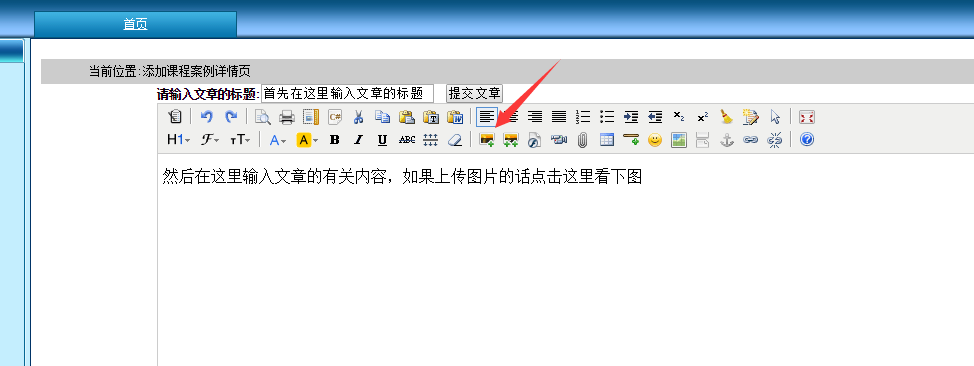 首页
当前位置:添加课程案例详情页
请输入文章的标题:首先在这里输入文章的标题 提交文章
C#
H1 ℱ тT A A B I U ABC
然后在这里输入文章的有关内容，如果上传图片的话点击这里看下图